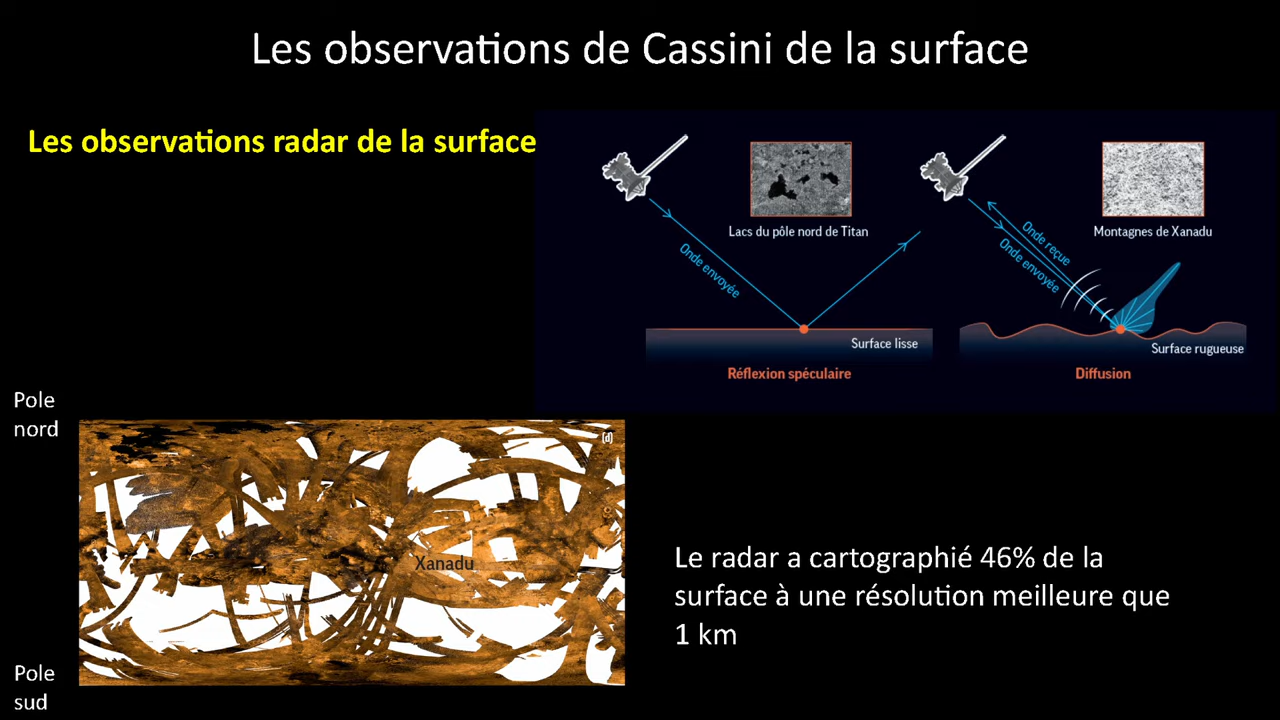 Les observations de Cassini de la surface
Les observations radar de la surface
Lacs du pôle nord de Titan
Onde envoyée
Surface lisse
Réflexion spéculaire
Montagnes de Xanadu
Onde reçue
Onde envoyée
Surface rugueuse
Diffusion
Pole
nord
(d)
Xanadu
Pole
sud
Le radar a cartographié 46% de la
surface à une résolution meilleure que
1 km